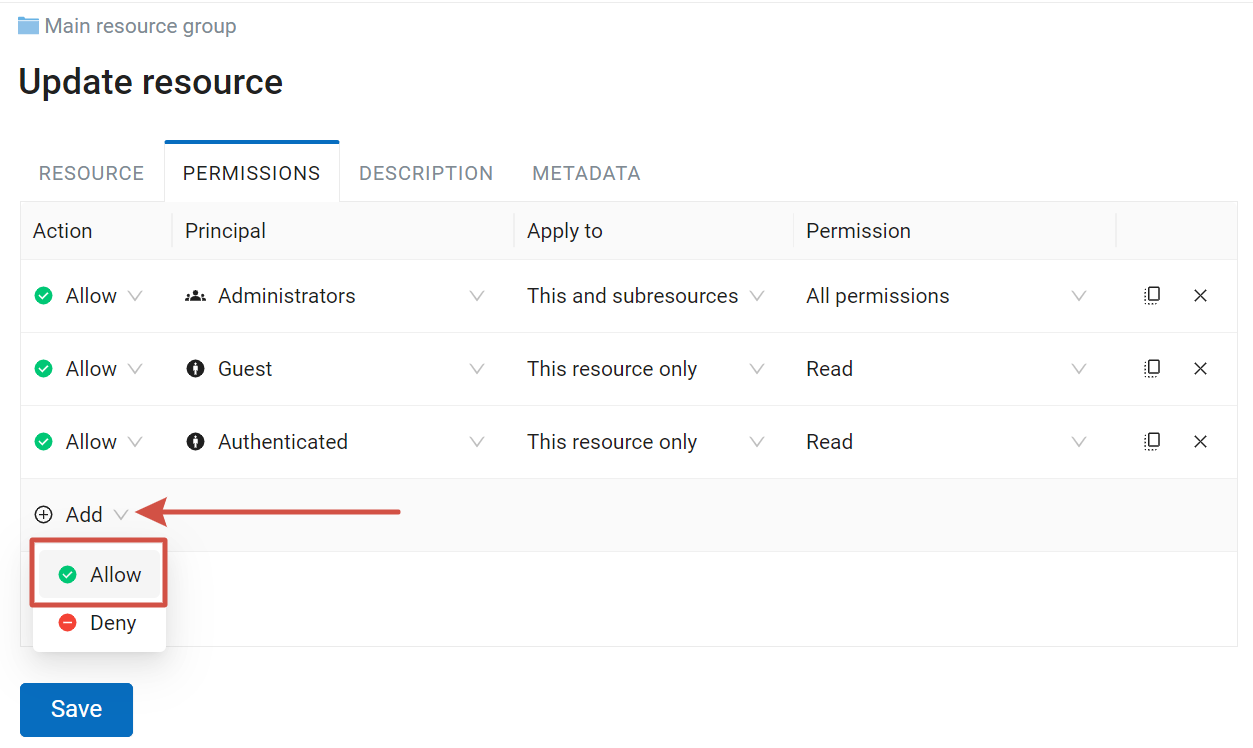 Main resource group
Update resource
RESOURCE PERMISSIONS DESCRIPTION METADATA
Action Principal Apply to Permission
Allow Administrators This and subresources All permissions
Allow Guest This resource only Read
Allow Authenticated This resource only Read
Add
Allow
Deny
Save